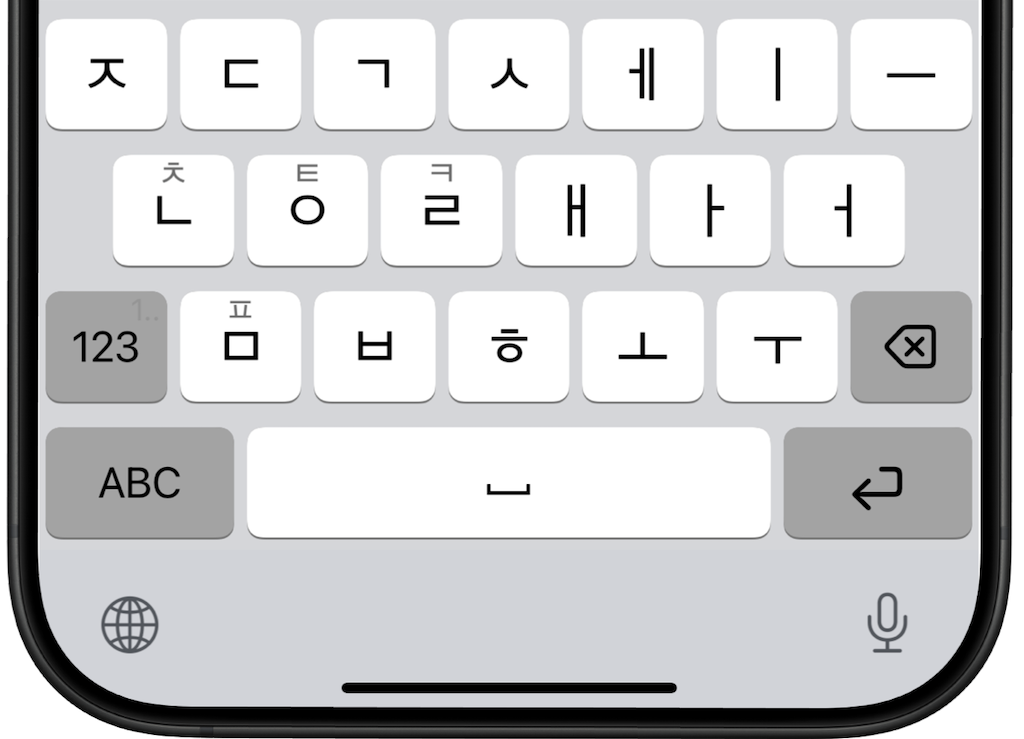 ㅈ ㄷ ㄱ ㅅ ㅔ ㅣ ㅡ
ㅊ ㅌ ㅋ
ㄴ ㅇ ㄹ ㅐ ㅏ ㅓ
1.. ㅍ
123 ㅁ ㅂ ㅎ ㅗ ㅜ
ABC